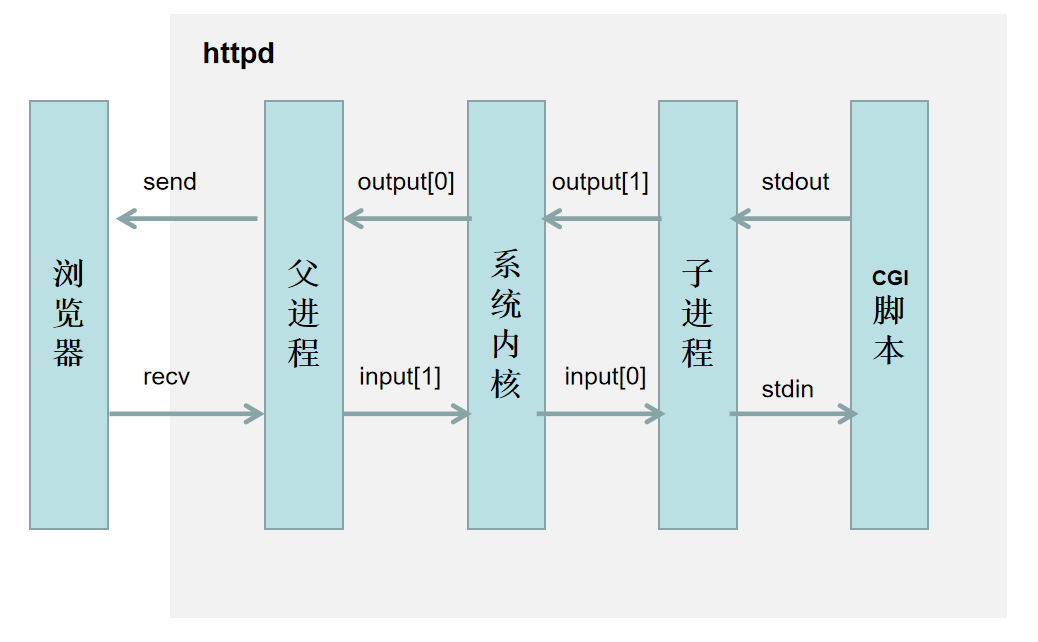 httpd
send
output[0]
output[1]
stdout
浏览器
父进程
系统内核
子进程
CGI
脚本
recv
input[1]
input[0]
stdin